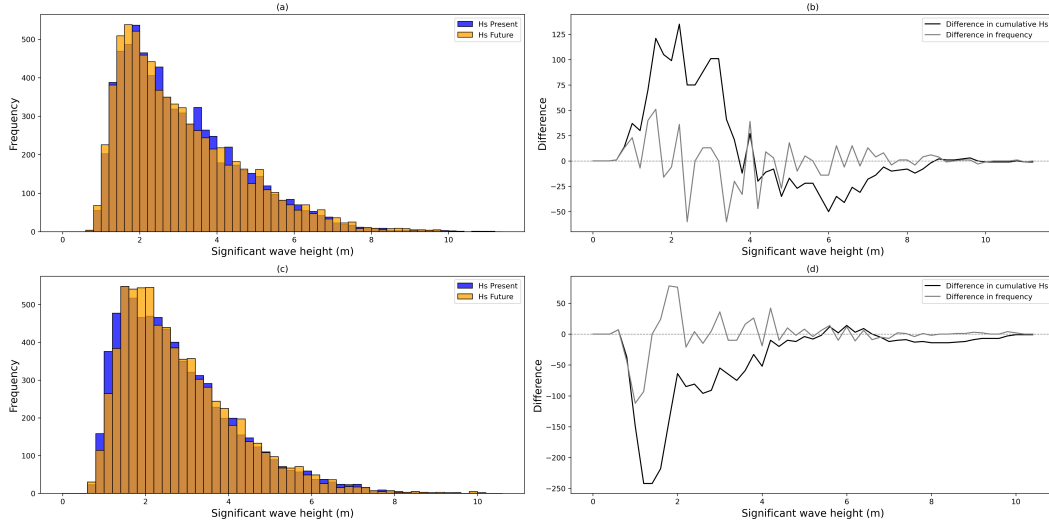 (a)
Hs Present
Hs Future
500
400
300
200
100
0
Frequency
0 2 4 6 8 10
Significant wave height (m)
(b)
Difference in cumulative Hs
Difference in frequency
125
100
75
50
25
0
−25
−50
Difference
0 2 4 6 8 10
Significant wave height (m)
(c)
Hs Present
Hs Future
500
400
300
200
100
0
Frequency
0 2 4 6 8 10
Significant wave height (m)
(d)
Difference in cumulative Hs
Difference in frequency
50
0
−50
−100
−150
−200
−250
Difference
0 2 4 6 8 10
Significant wave height (m)